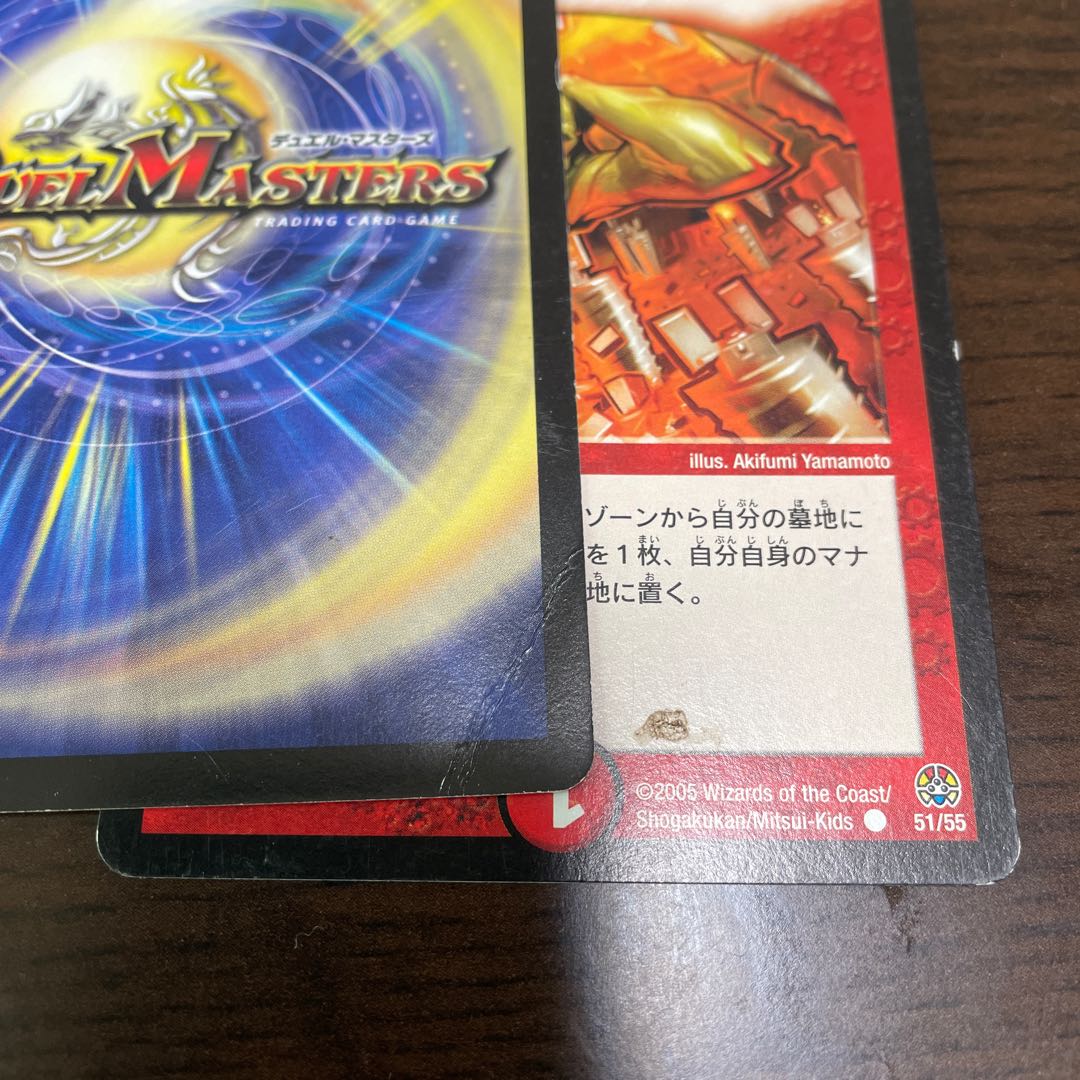 デュエル・マスターズ
DUEL MASTERS
TRADING CARD GAME
illus. Akifumi Yamamoto
ゾーンから自分の墓地に
を1枚、自分自身のマナ
地に置く。
1
©2005 Wizards of the Coast/
Shogakukan/Mitsui-Kids
51/55